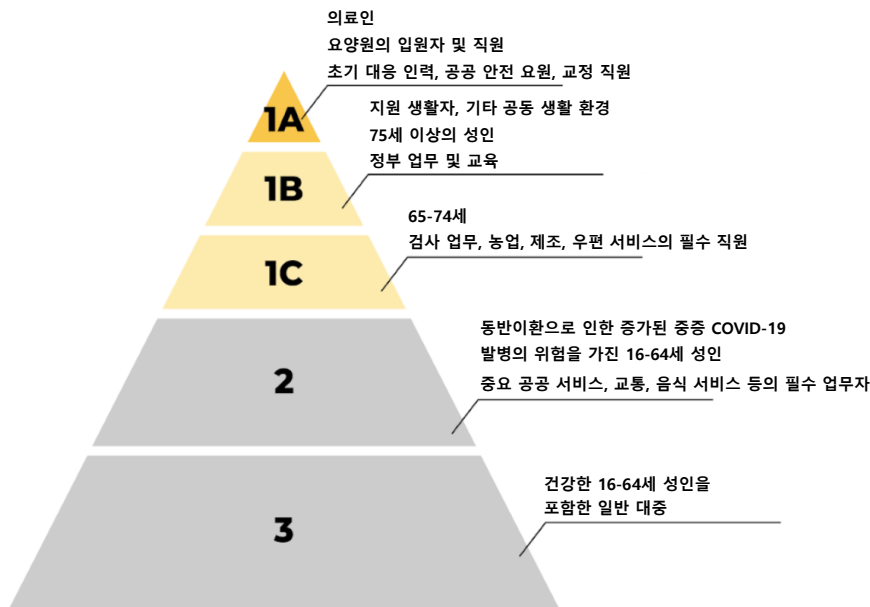 의료인
요양원의 입원자 및 직원
초기 대응 인력, 공공 안전 요원, 교정 직원
1A
지원 생활자, 기타 공동 생활 환경
75세 이상의 성인
정부 업무 및 교육
1B
65-74세
검사 업무, 농업, 제조, 우편 서비스의 필수 직원
1C
동반이환으로 인한 증가된 중증 COVID-19
발병의 위험을 가진 16-64세 성인
중요 공공 서비스, 교통, 음식 서비스 등의 필수 업무자
2
건강한 16-64세 성인을
포함한 일반 대중
3